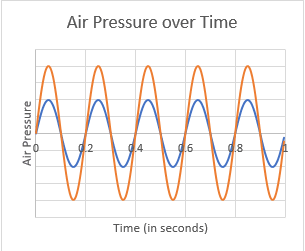 Air Pressure over Time
Air Pressure
0 0.2 0.4 0.6 0.8 1
Time (in seconds)